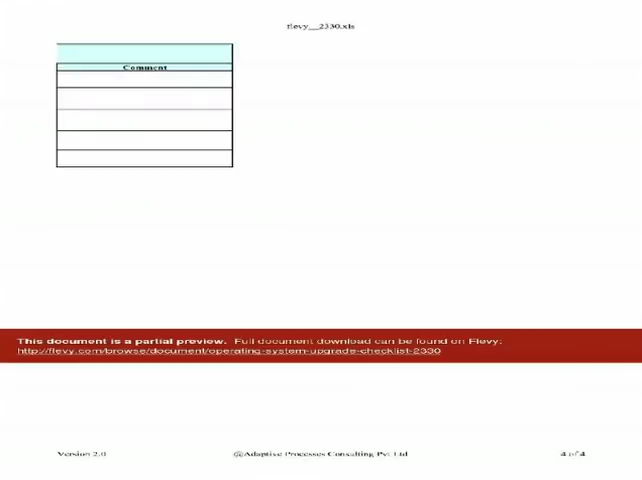 flevy__2330.xls
Comment
This document is a partial preview. Full document download can be found on Flevy:
http://flevy.com/browse/document/operating-system-upgrade-checklist-2330
Version 2.0 @Adaptive Processes Consulting Pvt Ltd 4 of 4